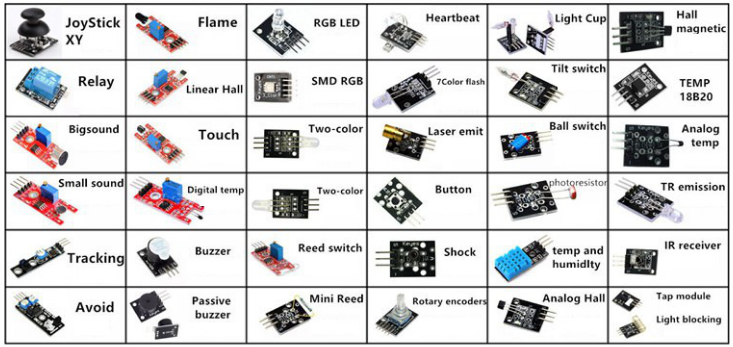 JoyStick
XY
Flame
RGB LED
Heartbeat
Light Cup
Hall
magnetic
Relay
Linear Hall
SMD RGB
7Color flash
Tilt switch
TEMP
18B20
Bigsound
Touch
Two-color
Laser emit
Ball switch
Analog
temp
Small sound
Digital temp
Two-color
Button
photoresistor
TR emission
Tracking
Buzzer
Reed switch
Shock
temp and
humidlty
IR receiver
Avoid
Passive
buzzer
Mini Reed
Rotary encoders
Analog Hall
Tap module
Light blocking